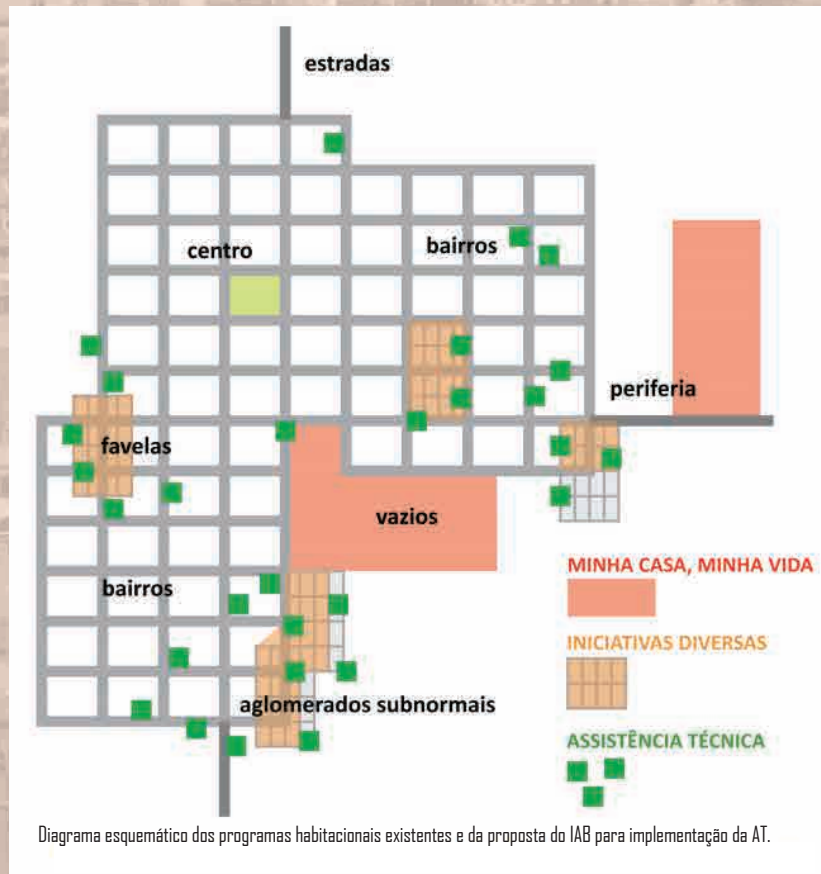 estradas
centro
bairros
periferia
favelas
vazios
bairros
MINHA CASA, MINHA VIDA
INICIATIVAS DIVERSAS
aglomerados subnormais
ASSISTÊNCIA TÉCNICA
Diagrama esquemático dos programas habitacionais existentes e da proposta do IAB para implementação da AT.